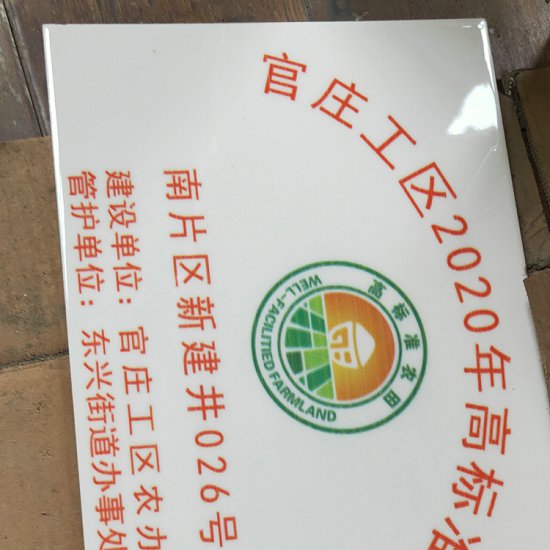 官庄工区2020年高标
高标准农田
WELL-FACILITIED FARMLAND
南片区新建井026号
建设单位：官庄工区农办
管护单位：东兴街道办事处